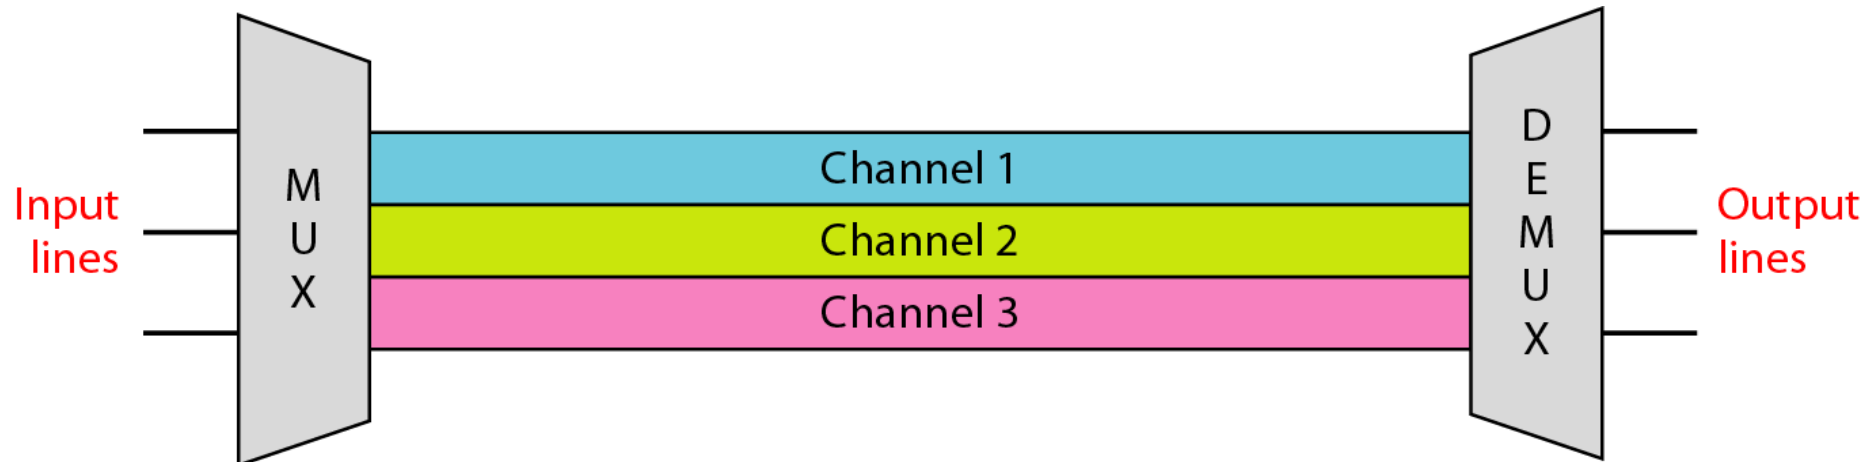 Input
lines
M
U
X
Channel 1
Channel 2
Channel 3
D
E
M
U
X
Output
lines